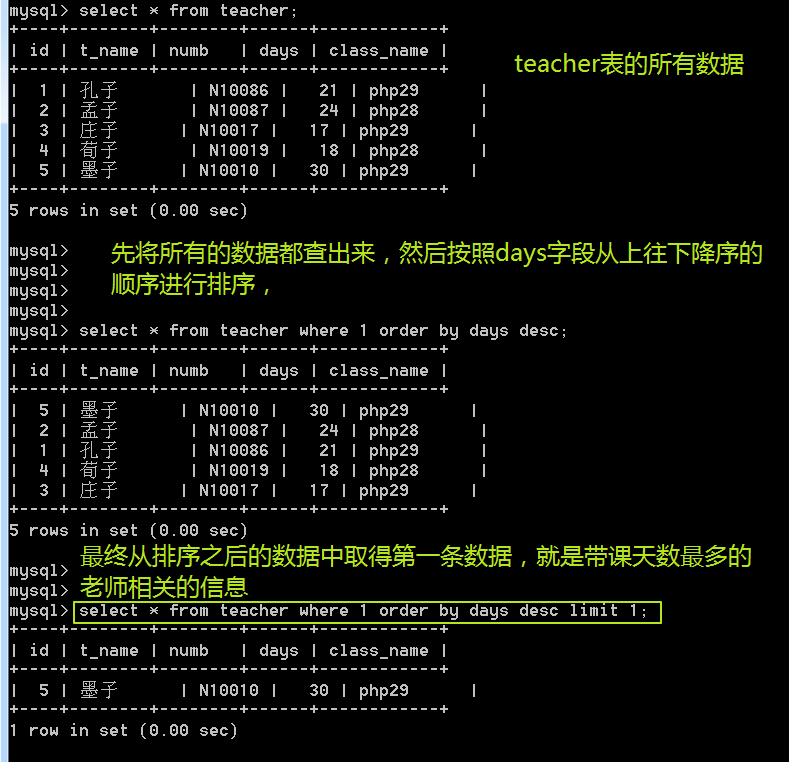 mysql> select * from teacher;
+----+--------+--------+------+------------+
| id | t_name | numb   | days | class_name |
+----+--------+--------+------+------------+
|  1 | 孔子       | N10086 |   21 | php29      |
teacher表的所有数据
|  2 | 孟子       | N10087 |   24 | php28      |
|  3 | 庄子      | N10017 |   17 | php29      |
|  4 | 荀子       | N10019 |   18 | php28      |
|  5 | 墨子      | N10010 |   30 | php29      |
+----+--------+--------+------+------------+
5 rows in set (0.00 sec)
mysql>
先将所有的数据都查出来，然后按照days字段从上往下降序的
mysql>
顺序进行排序，
mysql>
mysql>
mysql> select * from teacher where 1 order by days desc;
+----+--------+--------+------+------------+
| id | t_name | numb   | days | class_name |
+----+--------+--------+------+------------+
|  5 | 墨子      | N10010 |   30 | php29      |
|  2 | 孟子       | N10087 |   24 | php28      |
|  1 | 孔子       | N10086 |   21 | php29      |
|  4 | 荀子       | N10019 |   18 | php28      |
|  3 | 庄子      | N10017 |   17 | php29      |
+----+--------+--------+------+------------+
5 rows in set (0.00 sec)
最终从排序之后的数据中取得第一条数据，就是带课天数最多的
mysql>
老师相关的信息
mysql>
mysql> select * from teacher where 1 order by days desc limit 1;
+----+--------+--------+------+------------+
| id | t_name | numb   | days | class_name |
+----+--------+--------+------+------------+
|  5 | 墨子      | N10010 |   30 | php29      |
+----+--------+--------+------+------------+
1 row in set (0.00 sec)